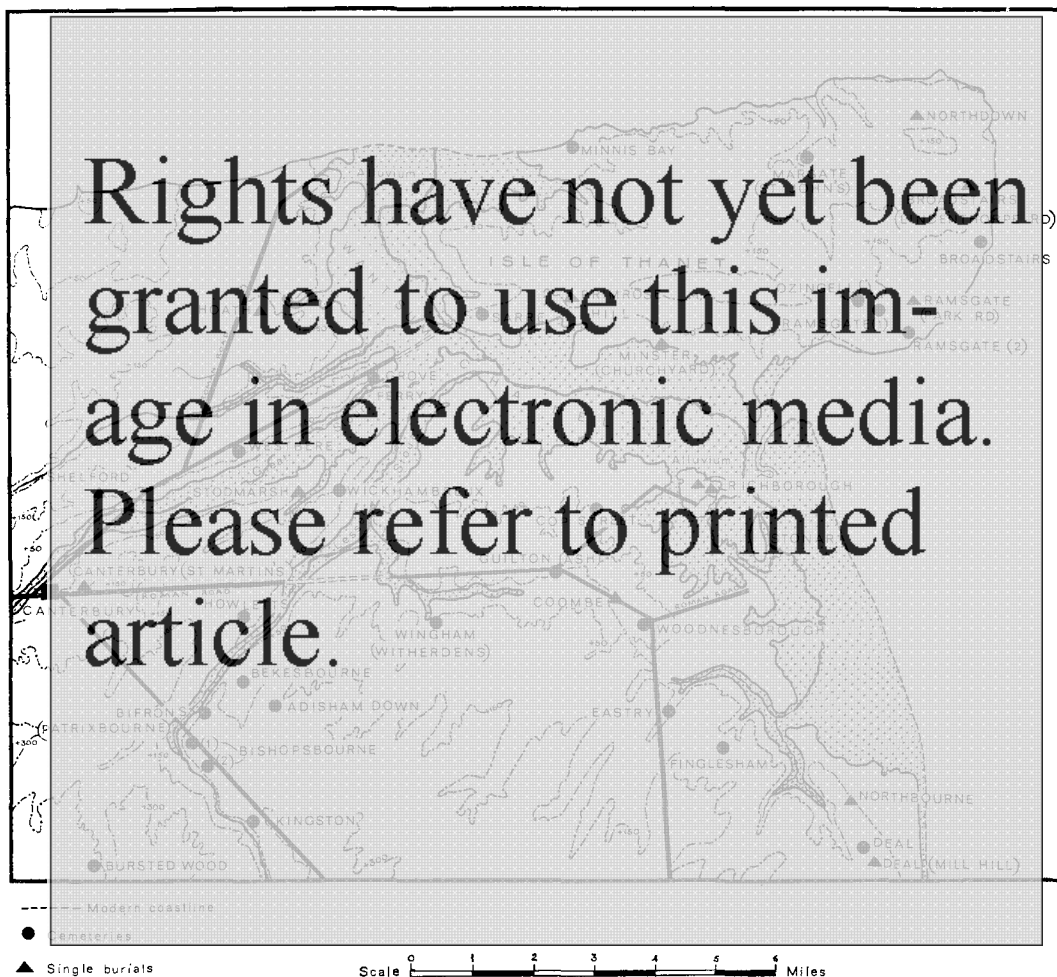 NORTHDOWN
MINNIS BAY
Rights have not yet been
ISLE OF THANET
BROADSTAIRS
granted to use this im-
RAMSGATE
RAMSGATE (2)
MINSTER
(CHURCHYARD)
age in electronic media.
STODMARSH
Please refer to printed
CANTERBURY (ST MARTINS)
CANTERBURY
COOMBE
article.
WINGHAM
(WITHERDENS)
WOODNESBOROUGH
BEKESBOURNE
ADISHAM DOWN
BIFRONS
EASTRY
(PATRIXBOURNE)
+300
BISHOPSBOURNE
FINGLESHAM
NORTHBOURNE
KINGSTON
DEAL
BURSTED WOOD
DEAL (MILL HILL)
Modern coastline
Cemeteries
Single burials
Scale 0 1 2 3 4 5 6 Miles